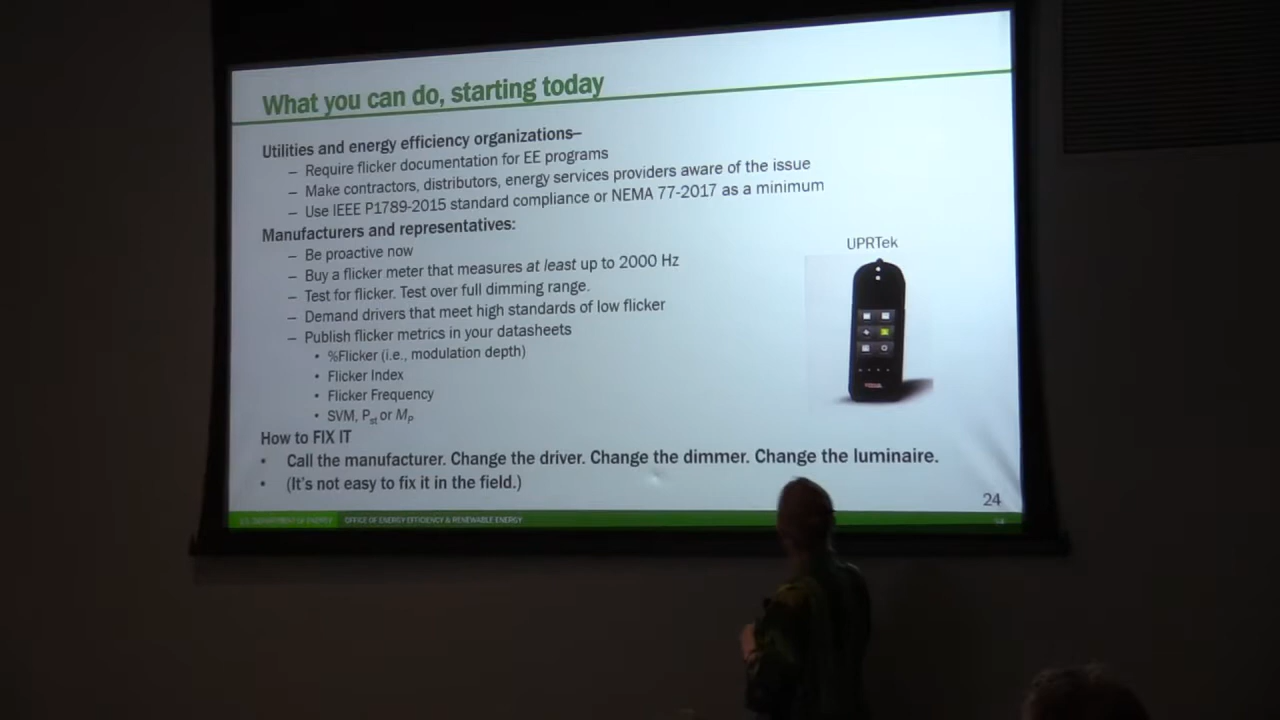 What you can do, starting today
Utilities and energy efficiency organizations–
– Require flicker documentation for EE programs
– Make contractors, distributors, energy services providers aware of the issue
– Use IEEE P1789-2015 standard compliance or NEMA 77-2017 as a minimum
Manufacturers and representatives:
– Be proactive now
– Buy a flicker meter that measures at least up to 2000 Hz
– Test for flicker. Test over full dimming range.
– Demand drivers that meet high standards of low flicker
– Publish flicker metrics in your datasheets
• %Flicker (i.e., modulation depth)
• Flicker Index
• Flicker Frequency
• SVM, Pst or MP
UPRTek
How to FIX IT
• Call the manufacturer. Change the driver. Change the dimmer. Change the luminaire.
• (It's not easy to fix it in the field.)
24
U.S. DEPARTMENT OF ENERGY OFFICE OF ENERGY EFFICIENCY & RENEWABLE ENERGY